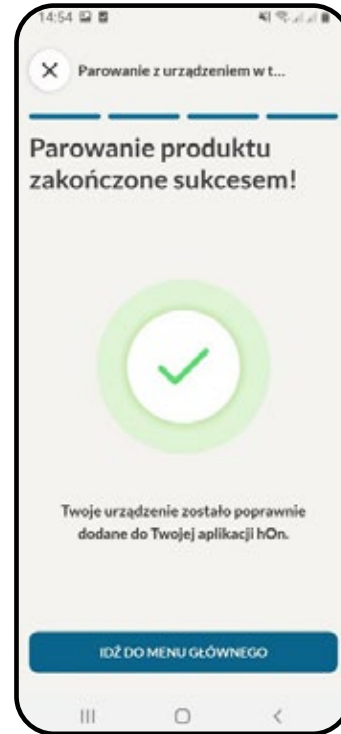 14:54
Parowanie z urządzeniem w t...
Parowanie produktu
zakończone sukcesem!
Twoje urządzenie zostało poprawnie
dodane do Twojej aplikacji hOn.
IDŹ DO MENU GŁÓWNEGO